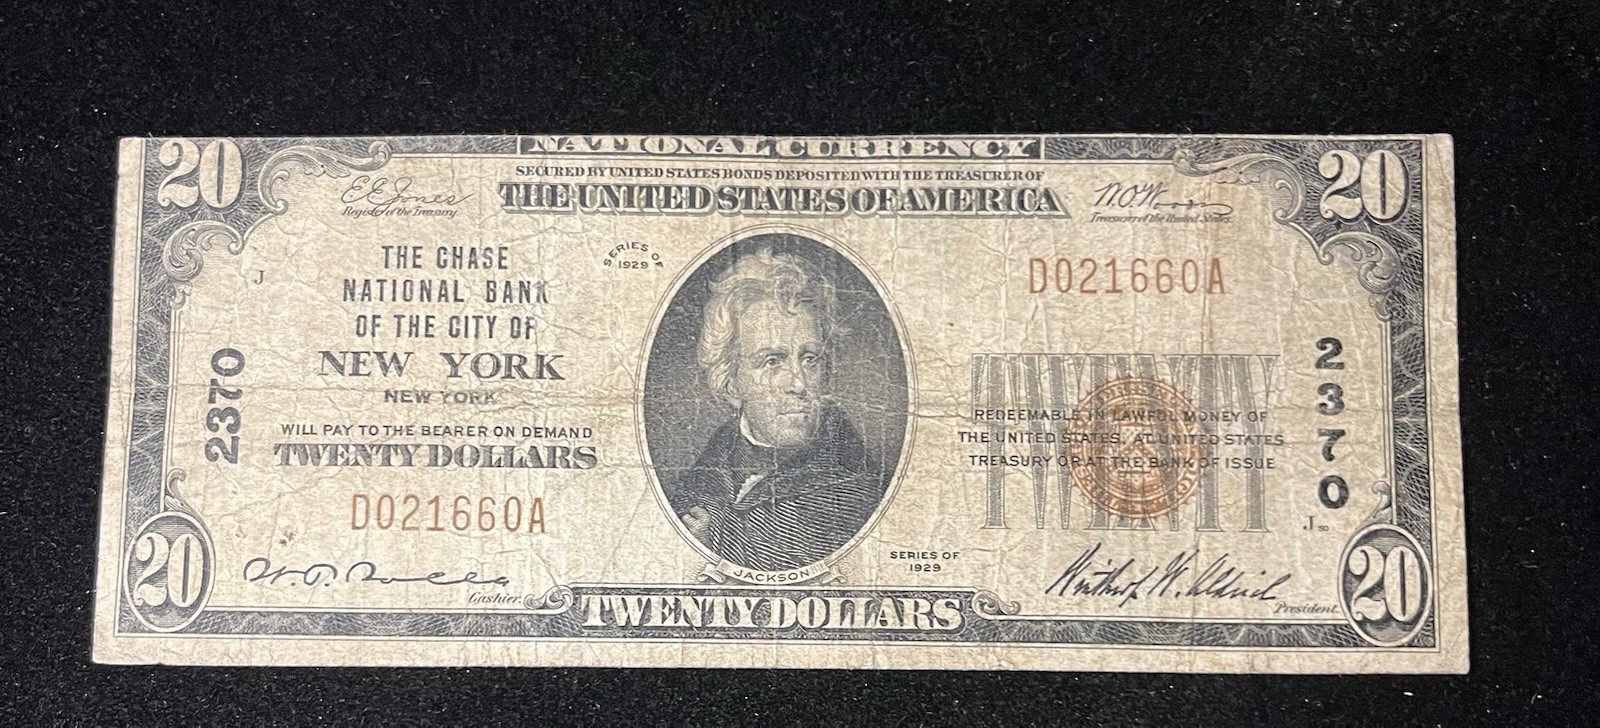 20
NATIONAL CURRENCY
20
SECURED BY UNITED STATES BONDS DEPOSITED WITH THE TREASURER OF
THE UNITED STATES OF AMERICA
E E Jones
Register of the Treasury.
W.O. Woods
Treasurer of the United States.
J
THE CHASE
NATIONAL BANK
OF THE CITY OF
NEW YORK
NEW YORK
WILL PAY TO THE BEARER ON DEMAND
TWENTY DOLLARS
D021660A
2370
SERIES OF
1929
D021660A
TWENTY
REDEEMABLE IN LAWFUL MONEY OF
THE UNITED STATES, AT UNITED STATES
TREASURY OR AT THE BANK OF ISSUE
2370
J
20
Cashier.
JACKSON
SERIES OF
1929
Winthrop W. Aldrich
President.
20
TWENTY DOLLARS